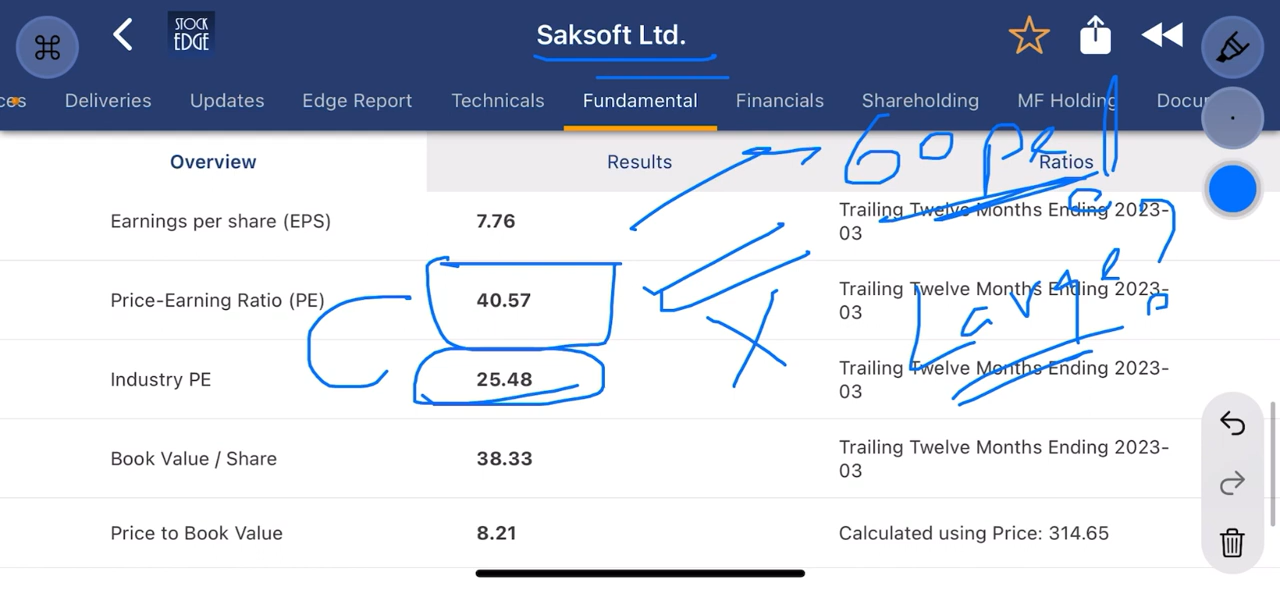 STOCK
EDGE
Saksoft Ltd.
Deliveries Updates Edge Report Technicals Fundamental Financials Shareholding MF Holding
Overview Results Ratios
60 pe
Earnings per share (EPS) 7.76 Trailing Twelve Months Ending 2023-
03
Price-Earning Ratio (PE) 40.57 Trailing Twelve Months Ending 2023-
03
Large?
Industry PE 25.48 Trailing Twelve Months Ending 2023-
03
Book Value / Share 38.33 Trailing Twelve Months Ending 2023-
03
Price to Book Value 8.21 Calculated using Price: 314.65